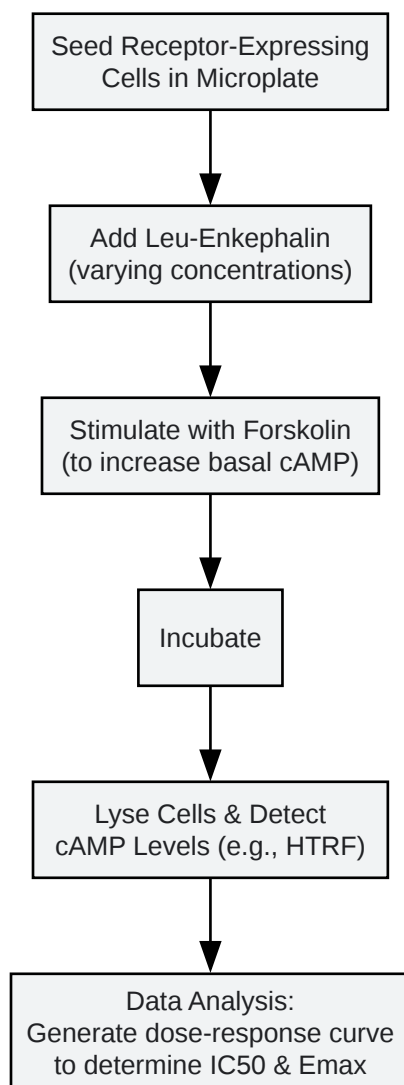 Seed Receptor-Expressing
Cells in Microplate
Add Leu-Enkephalin
(varying concentrations)
Stimulate with Forskolin
(to increase basal cAMP)
Incubate
Lyse Cells & Detect
cAMP Levels (e.g., HTRF)
Data Analysis:
Generate dose-response curve
to determine IC50 & Emax